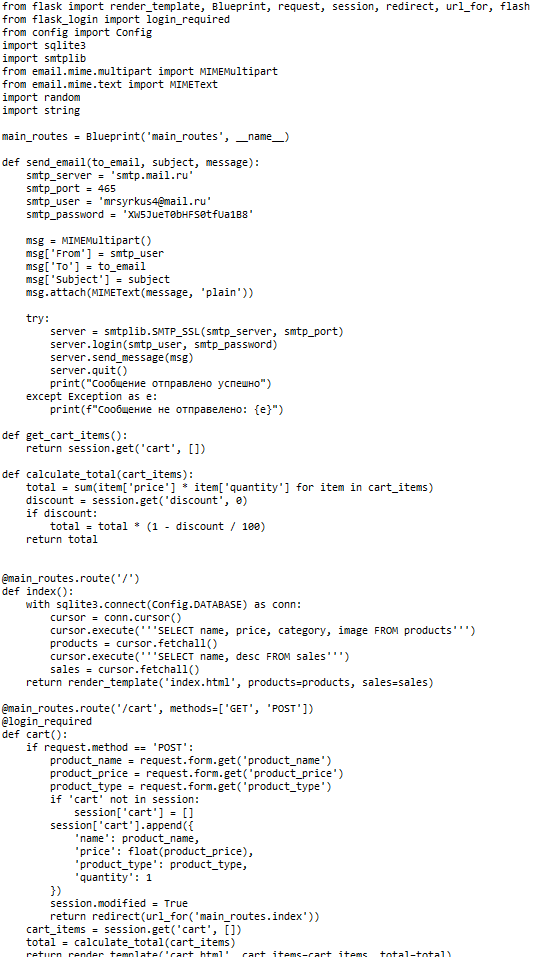 from flask import render_template, Blueprint, request, session, redirect, url_for, flash
from flask_login import login_required
from config import Config
import sqlite3
import smtplib
from email.mime.multipart import MIMEMultipart
from email.mime.text import MIMEText
import random
import string

main_routes = Blueprint('main_routes', __name__)

def send_email(to_email, subject, message):
    smtp_server = 'smtp.mail.ru'
    smtp_port = 465
    smtp_user = 'mrsyrkus4@mail.ru'
    smtp_password = 'XW5JueT0bHFS0tfUa1B8'

    msg = MIMEMultipart()
    msg['From'] = smtp_user
    msg['To'] = to_email
    msg['Subject'] = subject
    msg.attach(MIMEText(message, 'plain'))

    try:
        server = smtplib.SMTP_SSL(smtp_server, smtp_port)
        server.login(smtp_user, smtp_password)
        server.send_message(msg)
        server.quit()
        print("Сообщение отправлено успешно")
    except Exception as e:
        print(f"Сообщение не отправелено: {e}")

def get_cart_items():
    return session.get('cart', [])

def calculate_total(cart_items):
    total = sum(item['price'] * item['quantity'] for item in cart_items)
    discount = session.get('discount', 0)
    if discount:
        total = total * (1 - discount / 100)
    return total


@main_routes.route('/')
def index():
    with sqlite3.connect(Config.DATABASE) as conn:
        cursor = conn.cursor()
        cursor.execute('''SELECT name, price, category, image FROM products''')
        products = cursor.fetchall()
        cursor.execute('''SELECT name, desc FROM sales''')
        sales = cursor.fetchall()
    return render_template('index.html', products=products, sales=sales)

@main_routes.route('/cart', methods=['GET', 'POST'])
@login_required
def cart():
    if request.method == 'POST':
        product_name = request.form.get('product_name')
        product_price = request.form.get('product_price')
        product_type = request.form.get('product_type')
        if 'cart' not in session:
            session['cart'] = []
        session['cart'].append({
            'name': product_name,
            'price': float(product_price),
            'product_type': product_type,
            'quantity': 1
        })
        session.modified = True
        return redirect(url_for('main_routes.index'))
    cart_items = session.get('cart', [])
    total = calculate_total(cart_items)
    return render_template('cart.html', cart_items=cart_items, total=total)